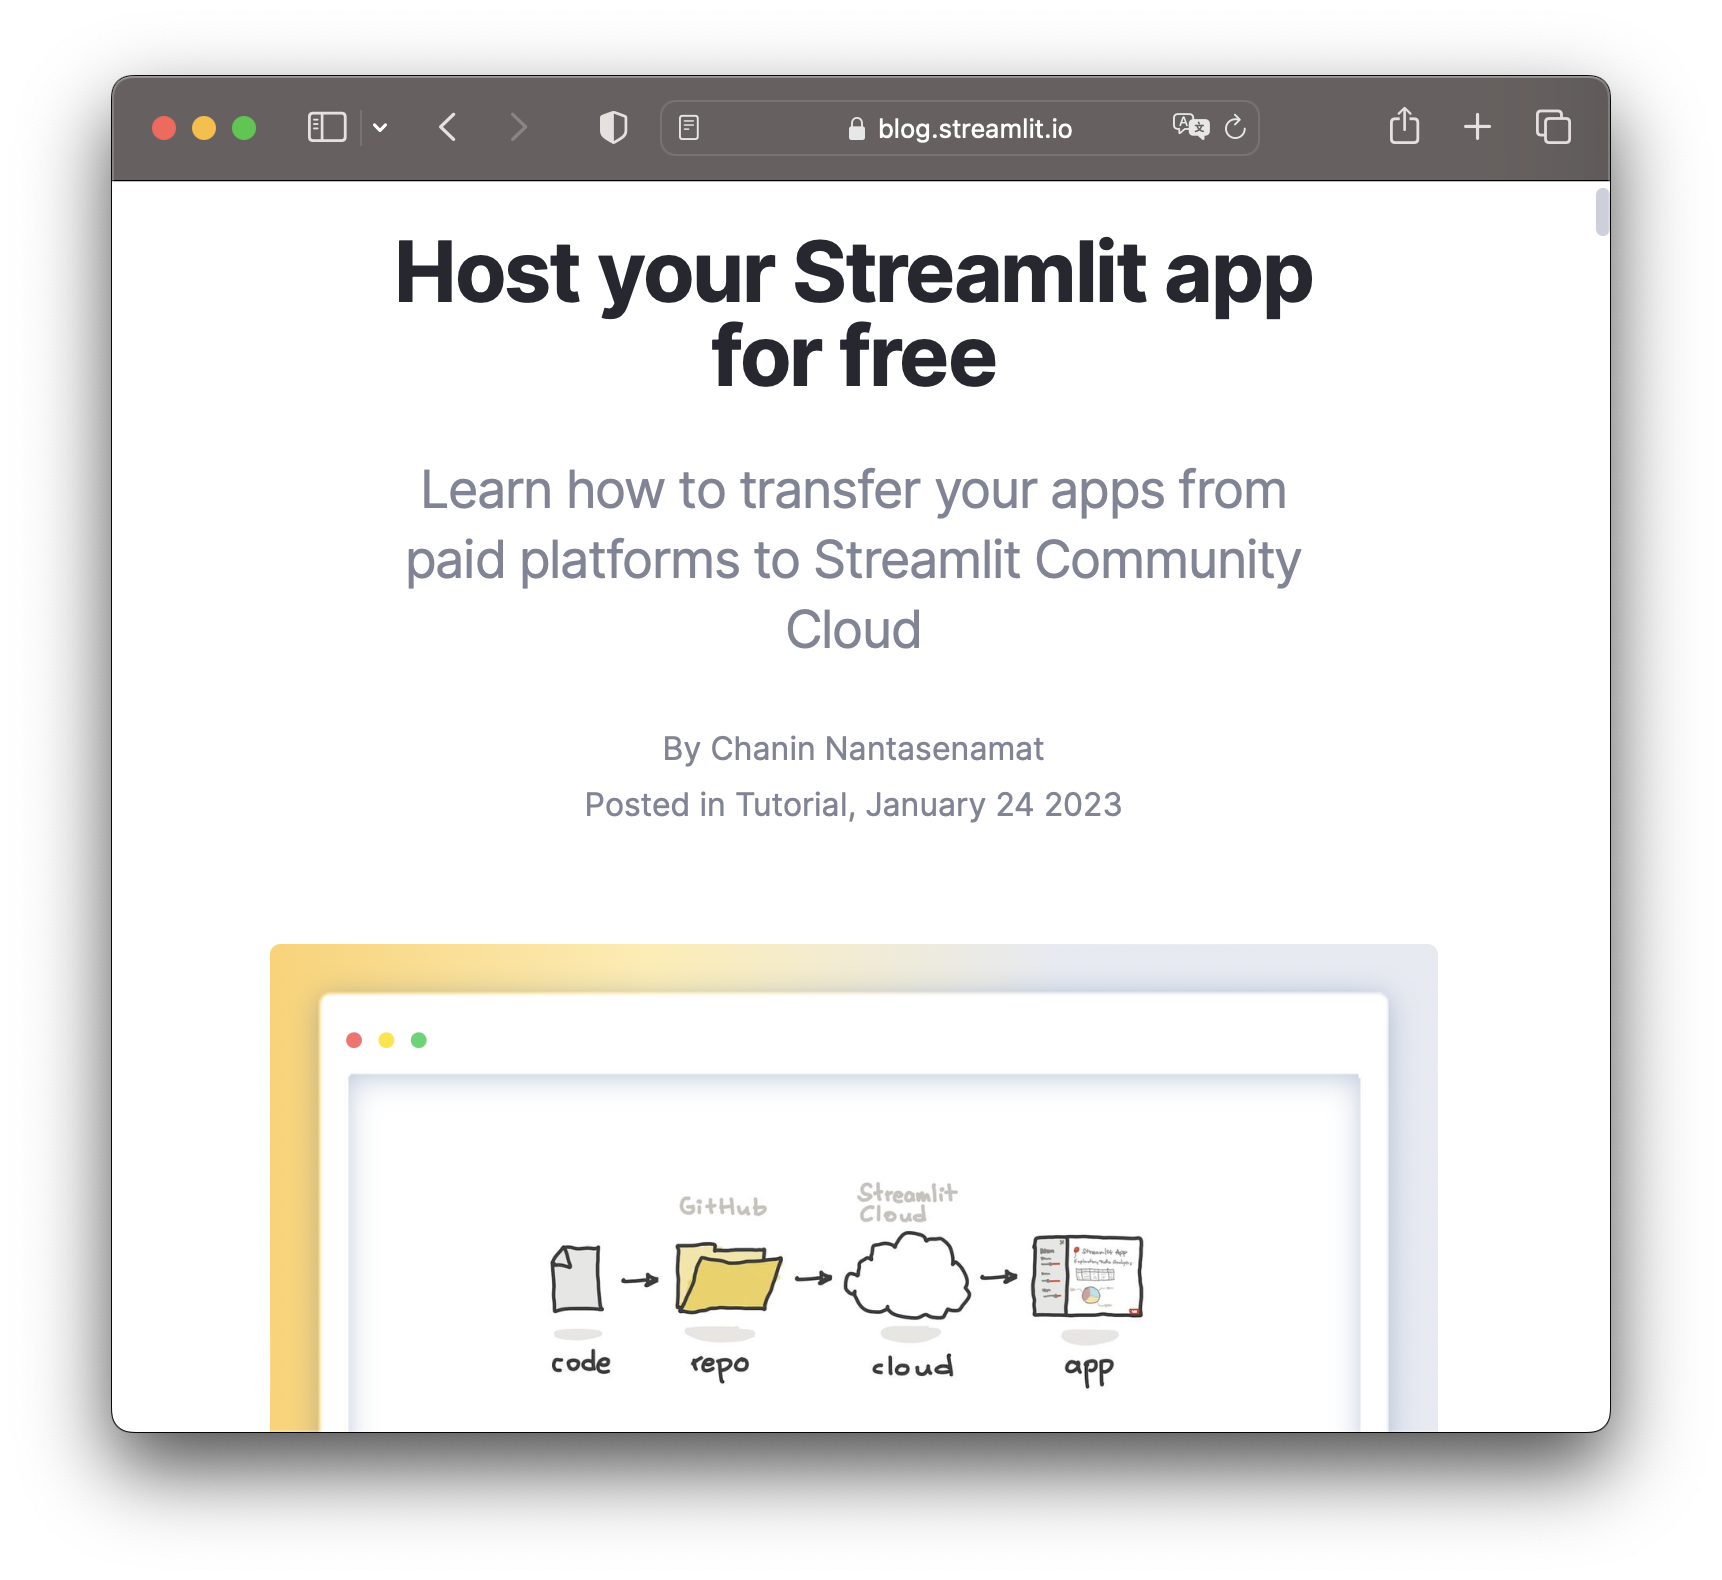 blog.streamlit.io
Host your Streamlit app
for free
Learn how to transfer your apps from
paid platforms to Streamlit Community
Cloud
By Chanin Nantasenamat
Posted in Tutorial, January 24 2023
GitHub
Streamlit
Cloud
Streamlit App
code
repo
cloud
app